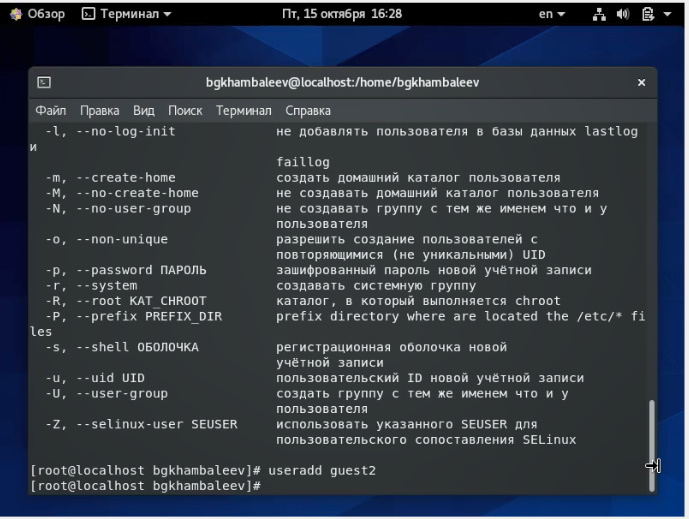 Обзор Терминал Пт, 15 октября 16:28 en
bgkhambaleev@localhost:/home/bgkhambaleev ×
Файл Правка Вид Поиск Терминал Справка
-l, --no-log-init не добавлять пользователя в базы данных lastlog
и
faillog
-m, --create-home создать домашний каталог пользователя
-M, --no-create-home не создавать домашний каталог пользователя
-N, --no-user-group не создавать группу с тем же именем что и у
пользователя
-o, --non-unique разрешить создание пользователей с
повторяющимися (не уникальными) UID
-p, --password ПАРОЛЬ зашифрованный пароль новой учётной записи
-r, --system создавать системную группу
-R, --root KAT_CHROOT каталог, в который выполняется chroot
-P, --prefix PREFIX_DIR prefix directory where are located the /etc/* fi
les
-s, --shell ОБОЛОЧКА регистрационная оболочка новой
учётной записи
-u, --uid UID пользовательский ID новой учётной записи
-U, --user-group создать группу с тем же именем что и у
пользователя
-Z, --selinux-user SEUSER использовать указанного SEUSER для
пользовательского сопоставления SELinux
[root@localhost bgkhambaleev]# useradd guest2
[root@localhost bgkhambaleev]#